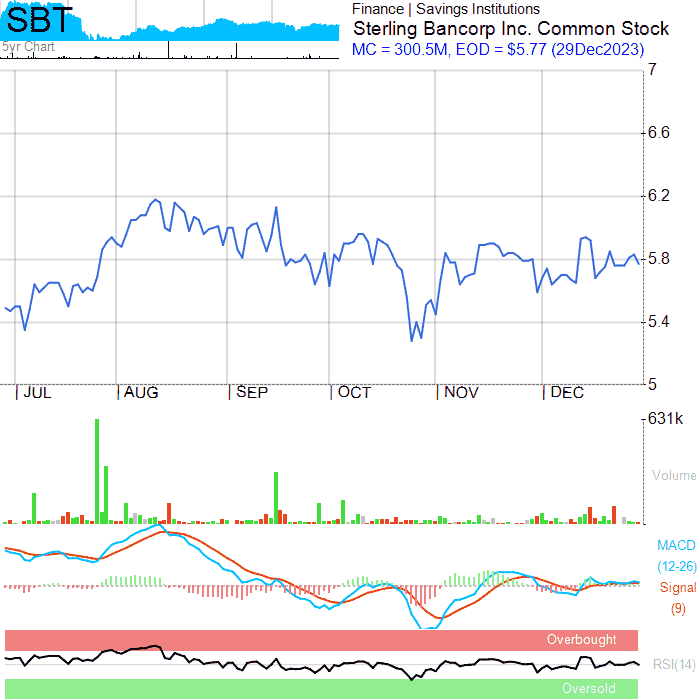 SBT
5yr Chart
Finance | Savings Institutions
Sterling Bancorp Inc. Common Stock
MC = 300.5M, EOD = $5.77 (29Dec2023)
7
6.6
6.2
5.8
5.4
5
JUL AUG SEP OCT NOV DEC
631k
Volume
MACD
(12-26)
Signal
(9)
Overbought
RSI(14)
Oversold